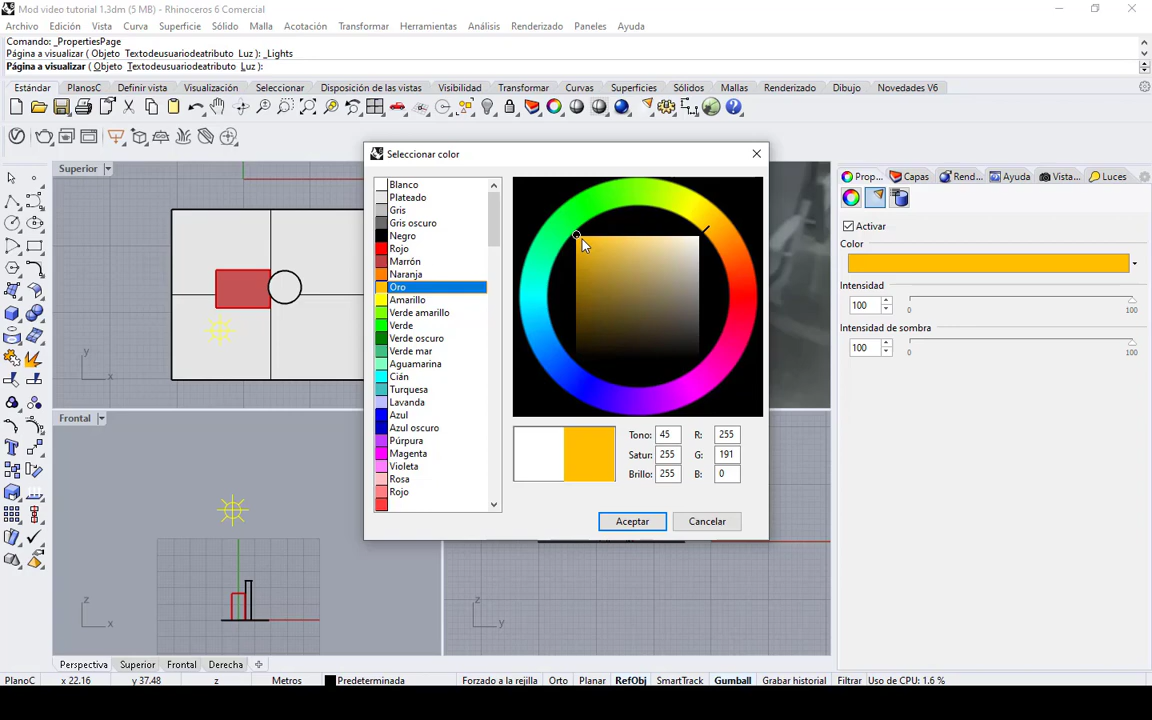 Mod video tutorial 1.3dm (5 MB) - Rhinoceros 6 Comercial
Archivo Edición Vista Curva Superficie Sólido Malla Acotación Transformar Herramientas Análisis Renderizado Paneles Ayuda
Comando: _PropertiesPage
Página a visualizar ( Objeto TextodeusuariodeAtributo Luz ): _Lights
Página a visualizar ( Objeto Textodeusuariodeatributo Luz ):
Estándar PlanosC Definir vista Visualización Seleccionar Disposición de las vistas Visibilidad Transformar Curvas Superficies Sólidos Mallas Renderizado Dibujo Novedades V6
Superior
Seleccionar color
Prop... Capas Rend... Ayuda Vista... Luces
Blanco
Plateado
Gris
Gris oscuro
Negro
Rojo
Marrón
Naranja
Oro
Amarillo
Verde amarillo
Verde
Verde oscuro
Verde mar
Aguamarina
Cián
Turquesa
Lavanda
Azul
Azul oscuro
Púrpura
Magenta
Violeta
Rosa
Rojo
Tono: 45 R: 255
Satur: 255 G: 191
Brillo: 255 B: 0
Aceptar Cancelar
Activar
Color
Intensidad
100
0 100
Intensidad de sombra
100
0 100
y
x
Frontal
z
x
z
y
Perspectiva Superior Frontal Derecha
PlanoC x 22.16 y 37.48 z Metros Predeterminada Forzado a la rejilla Orto Planar RefObj SmartTrack Gumball Grabar historial Filtrar Uso de CPU: 1.6 %